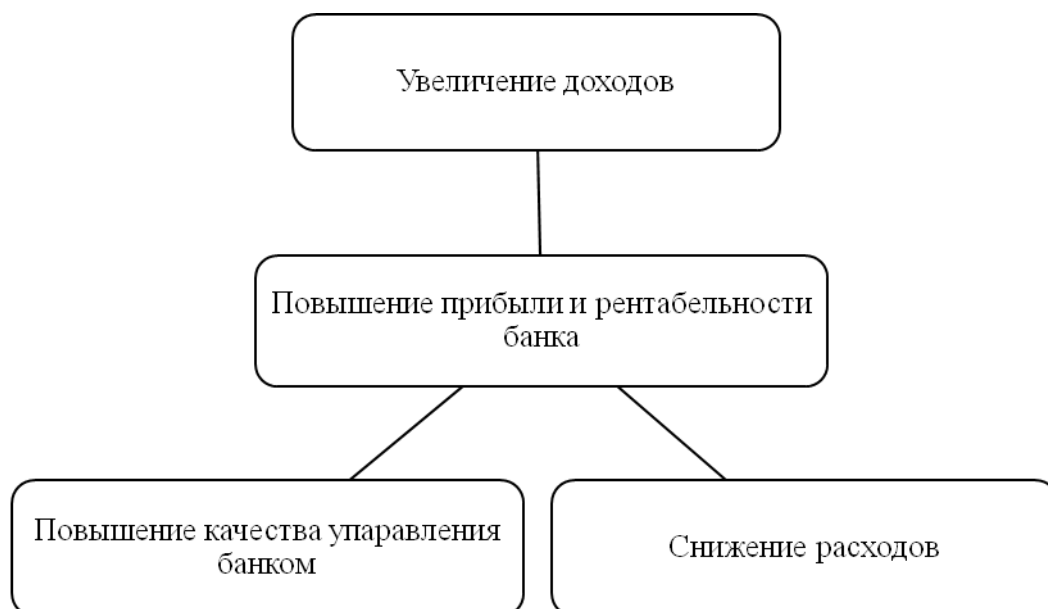 Увеличение доходов
Повышение прибыли и рентабельности
банка
Повышение качества упаравления
банком
Снижение расходов